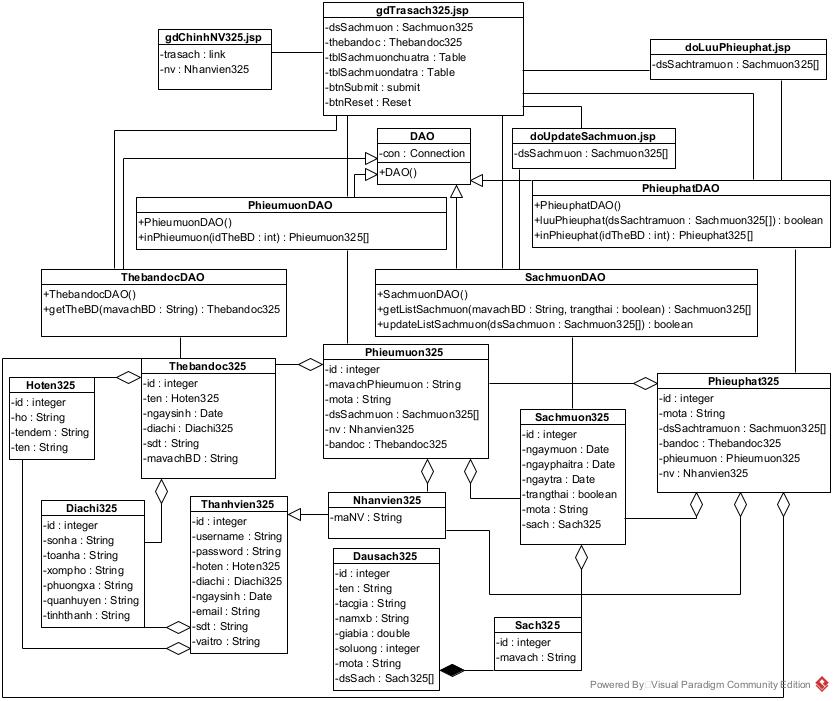 gdTrasach325.jsp
-dsSachmuon : Sachmuon325
-thebandoc : Thebandoc325
-tblSachmuonchuatra : Table
-tblSachmuondatra : Table
-btnSubmit : submit
-btnReset : Reset
gdChinhNV325.jsp
-trasach : link
-nv : Nhanvien325
doLuuPhieuphat.jsp
-dsSachtramuon : Sachmuon325[]
DAO
-con : Connection
+DAO()
doUpdateSachmuon.jsp
-dsSachmuon : Sachmuon325[]
PhieumuonDAO
+PhieumuonDAO()
+inPhieumuon(idTheBD : int) : Phieumuon325[]
PhieuphatDAO
+PhieuphatDAO()
+luuPhieuphat(dsSachtramuon : Sachmuon325[]) : boolean
+inPhieuphat(idTheBD : int) : Phieuphat325[]
ThebandocDAO
+ThebandocDAO()
+getTheBD(mavachBD : String) : Thebandoc325
SachmuonDAO
+SachmuonDAO()
+getListSachmuon(mavachBD : String, trangthai : boolean) : Sachmuon325[]
+updateListSachmuon(dsSachmuon : Sachmuon325[]) : boolean
Hoten325
-id : integer
-ho : String
-tendem : String
-ten : String
Thebandoc325
-id : integer
-ten : Hoten325
-ngaysinh : Date
-diachi : Diachi325
-sdt : String
-mavachBD : String
Phieumuon325
-id : integer
-mavachPhieumuon : String
-mota : String
-dsSachmuon : Sachmuon325[]
-nv : Nhanvien325
-bandoc : Thebandoc325
Sachmuon325
-id : integer
-ngaymuon : Date
-ngayphaitra : Date
-ngaytra : Date
-trangthai : boolean
-mota : String
-sach : Sach325
Phieuphat325
-id : integer
-mota : String
-dsSachtramuon : Sachmuon325[]
-bandoc : Thebandoc325
-phieumuon : Phieumuon325
-nv : Nhanvien325
Diachi325
-id : integer
-sonha : String
-toanha : String
-xompho : String
-phuongxa : String
-quanhuyen : String
-tinhthanh : String
Thanhvien325
-id : integer
-username : String
-password : String
-hoten : Hoten325
-diachi : Diachi325
-ngaysinh : Date
-email : String
-sdt : String
-vaitro : String
Nhanvien325
-maNV : String
Dausach325
-id : integer
-ten : String
-tacgia : String
-namxb : String
-giabia : double
-soluong : integer
-mota : String
-dsSach : Sach325[]
Sach325
-id : integer
-mavach : String
Powered By Visual Paradigm Community Edition